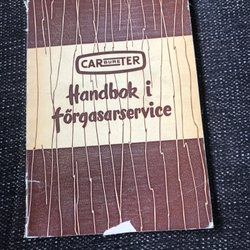 CARBURETER
Handbok i
förgasarservice